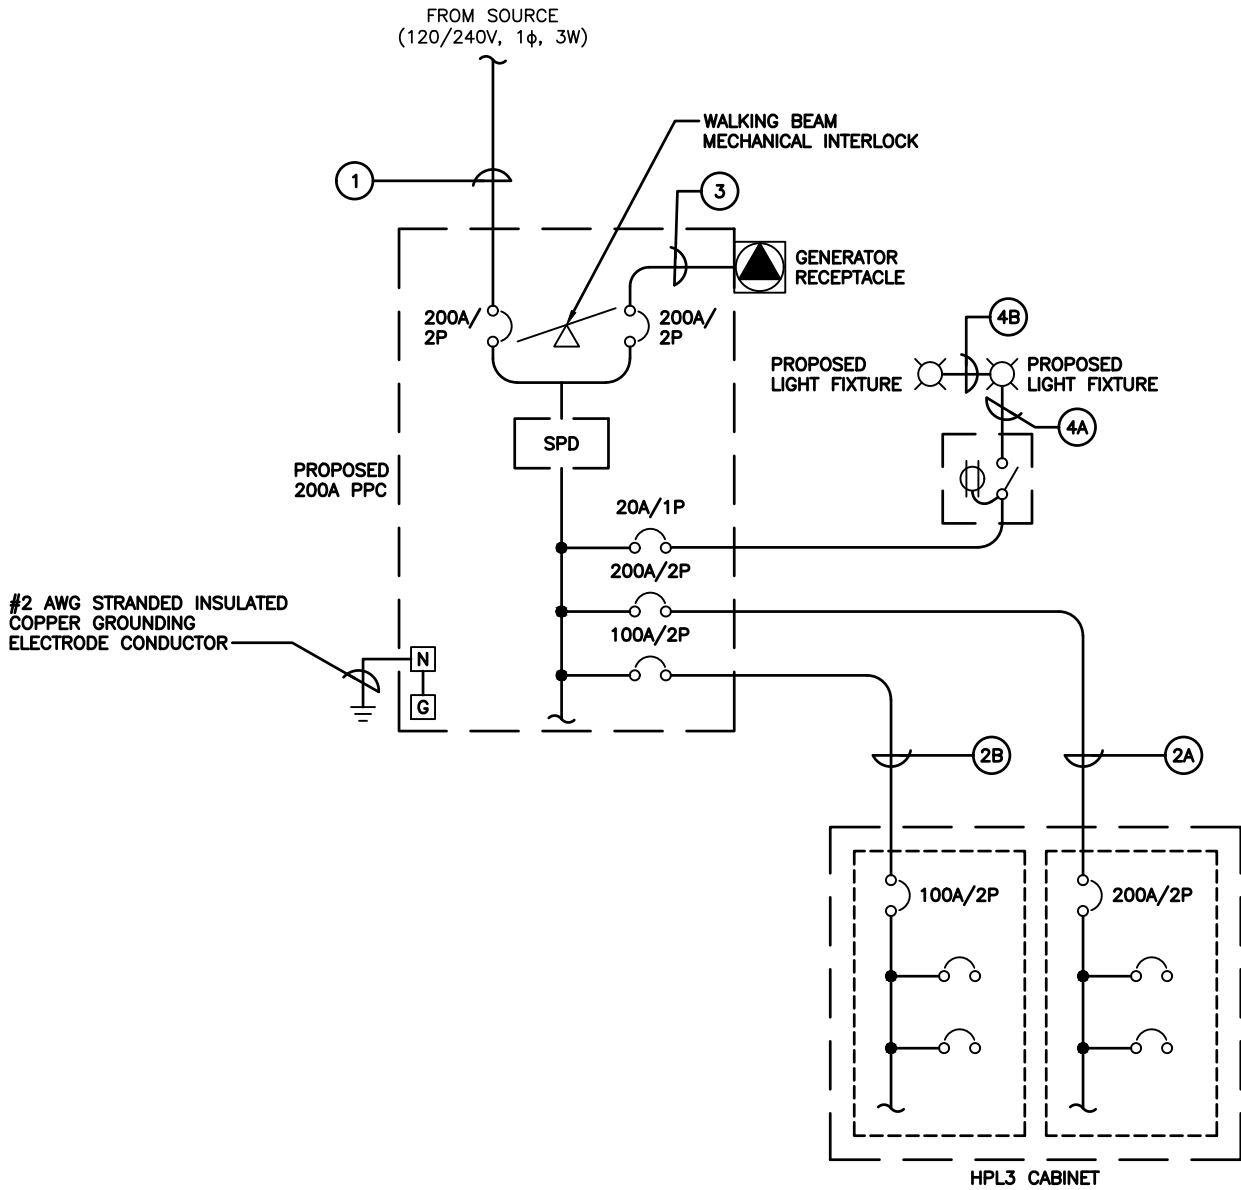 FROM SOURCE
(120/240V, 1ϕ, 3W)
WALKING BEAM
MECHANICAL INTERLOCK
1
3
GENERATOR
RECEPTACLE
200A/
2P
200A/
2P
4B
PROPOSED
LIGHT FIXTURE
PROPOSED
LIGHT FIXTURE
4A
SPD
PROPOSED
200A PPC
20A/1P
200A/2P
100A/2P
#2 AWG STRANDED INSULATED
COPPER GROUNDING
ELECTRODE CONDUCTOR
N
G
2B
2A
100A/2P
200A/2P
HPL3 CABINET